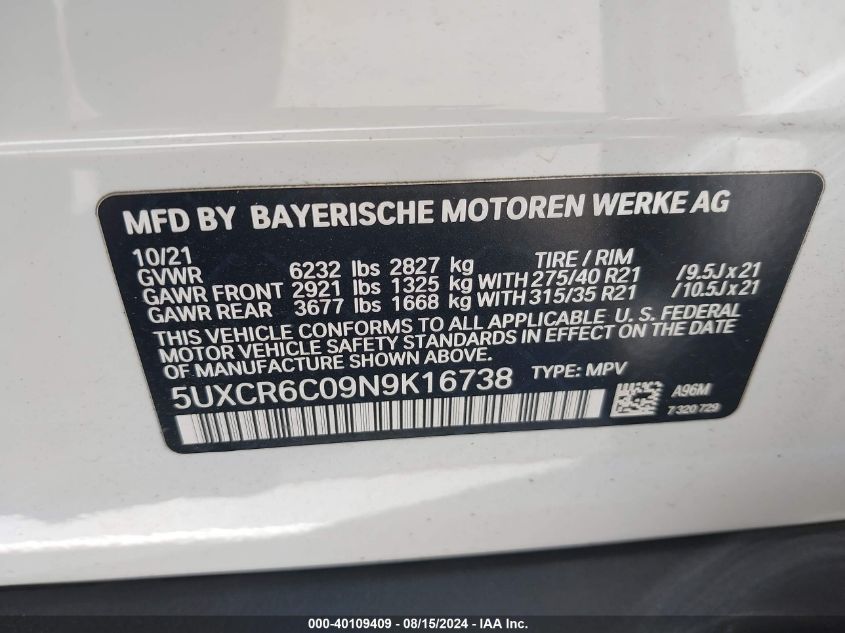 MFD BY BAYERISCHE MOTOREN WERKE AG
10/21 TIRE / RIM
GVWR 6232 lbs 2827 kg
GAWR FRONT 2921 lbs 1325 kg WITH 275/40 R21 /9.5J x 21
GAWR REAR 3677 lbs 1668 kg WITH 315/35 R21 /10.5J x 21
THIS VEHICLE CONFORMS TO ALL APPLICABLE U. S. FEDERAL
MOTOR VEHICLE SAFETY STANDARDS IN EFFECT ON THE DATE
OF MANUFACTURE SHOWN ABOVE.
5UXCR6C09N9K16738 TYPE: MPV
A96M
7 320 729
000-40109409 - 08/15/2024 - IAA Inc.